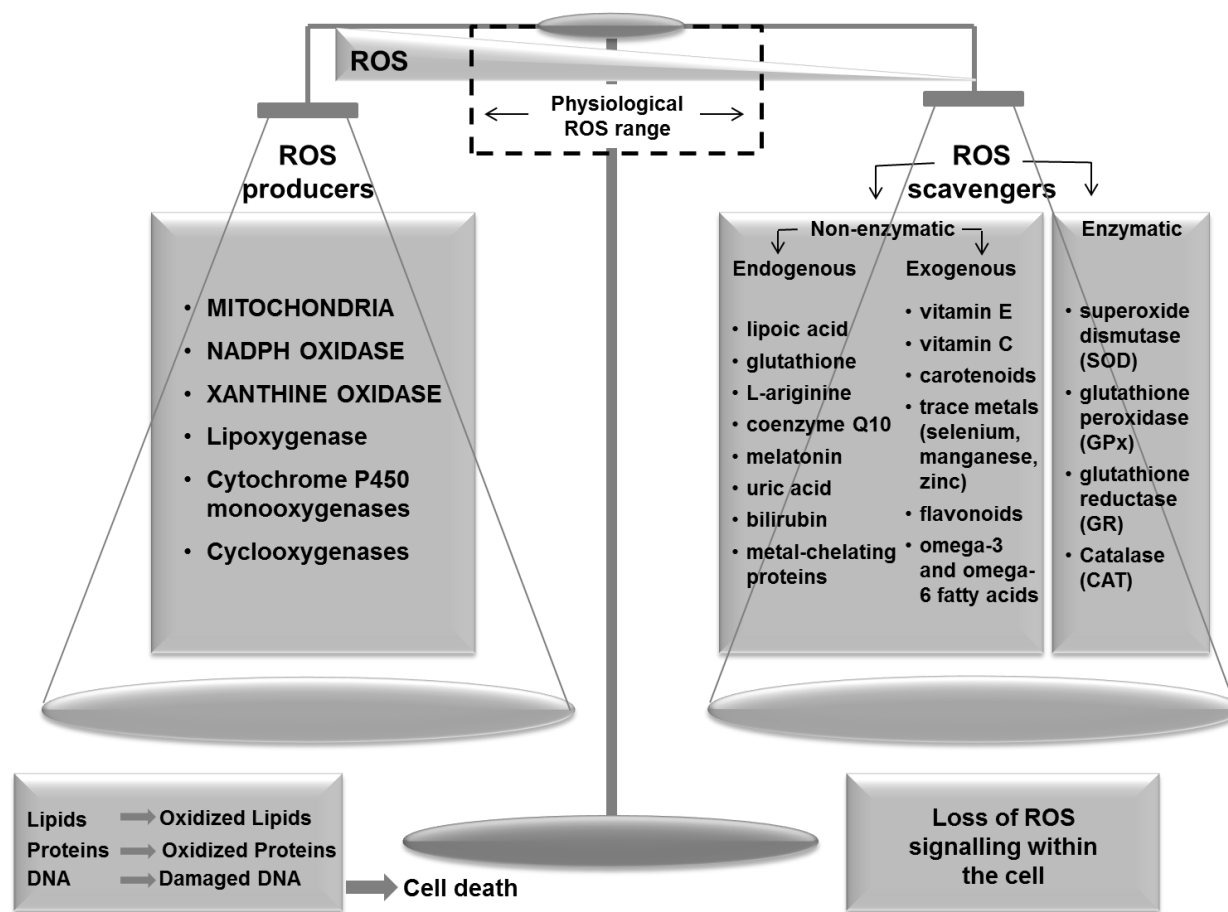 ROS
Physiological
ROS range
ROS
producers
• MITOCHONDRIA
• NADPH OXIDASE
• XANTHINE OXIDASE
• Lipoxygenase
• Cytochrome P450
monooxygenases
• Cyclooxygenases
ROS
scavengers
Non-enzymatic
Endogenous
• lipoic acid
• glutathione
• L-ariginine
• coenzyme Q10
• melatonin
• uric acid
• bilirubin
• metal-chelating
proteins
Exogenous
• vitamin E
• vitamin C
• carotenoids
• trace metals
(selenium,
manganese,
zinc)
• flavonoids
• omega-3
and omega-
6 fatty acids
Enzymatic
• superoxide
dismutase
(SOD)
• glutathione
peroxidase
(GPx)
• glutathione
reductase
(GR)
• Catalase
(CAT)
Lipids Oxidized Lipids
Proteins Oxidized Proteins
DNA Damaged DNA
Cell death
Loss of ROS
signalling within
the cell